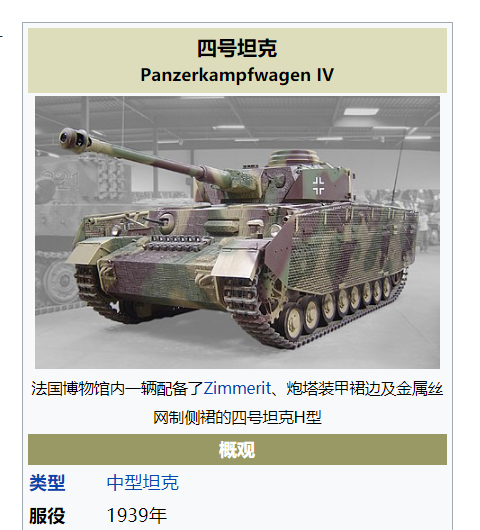 四号坦克
Panzerkampfwagen IV
法国博物馆内一辆配备了Zimmerit、炮塔装甲裙边及金属丝
网制侧裙的四号坦克H型
概观
类型 中型坦克
服役 1939年